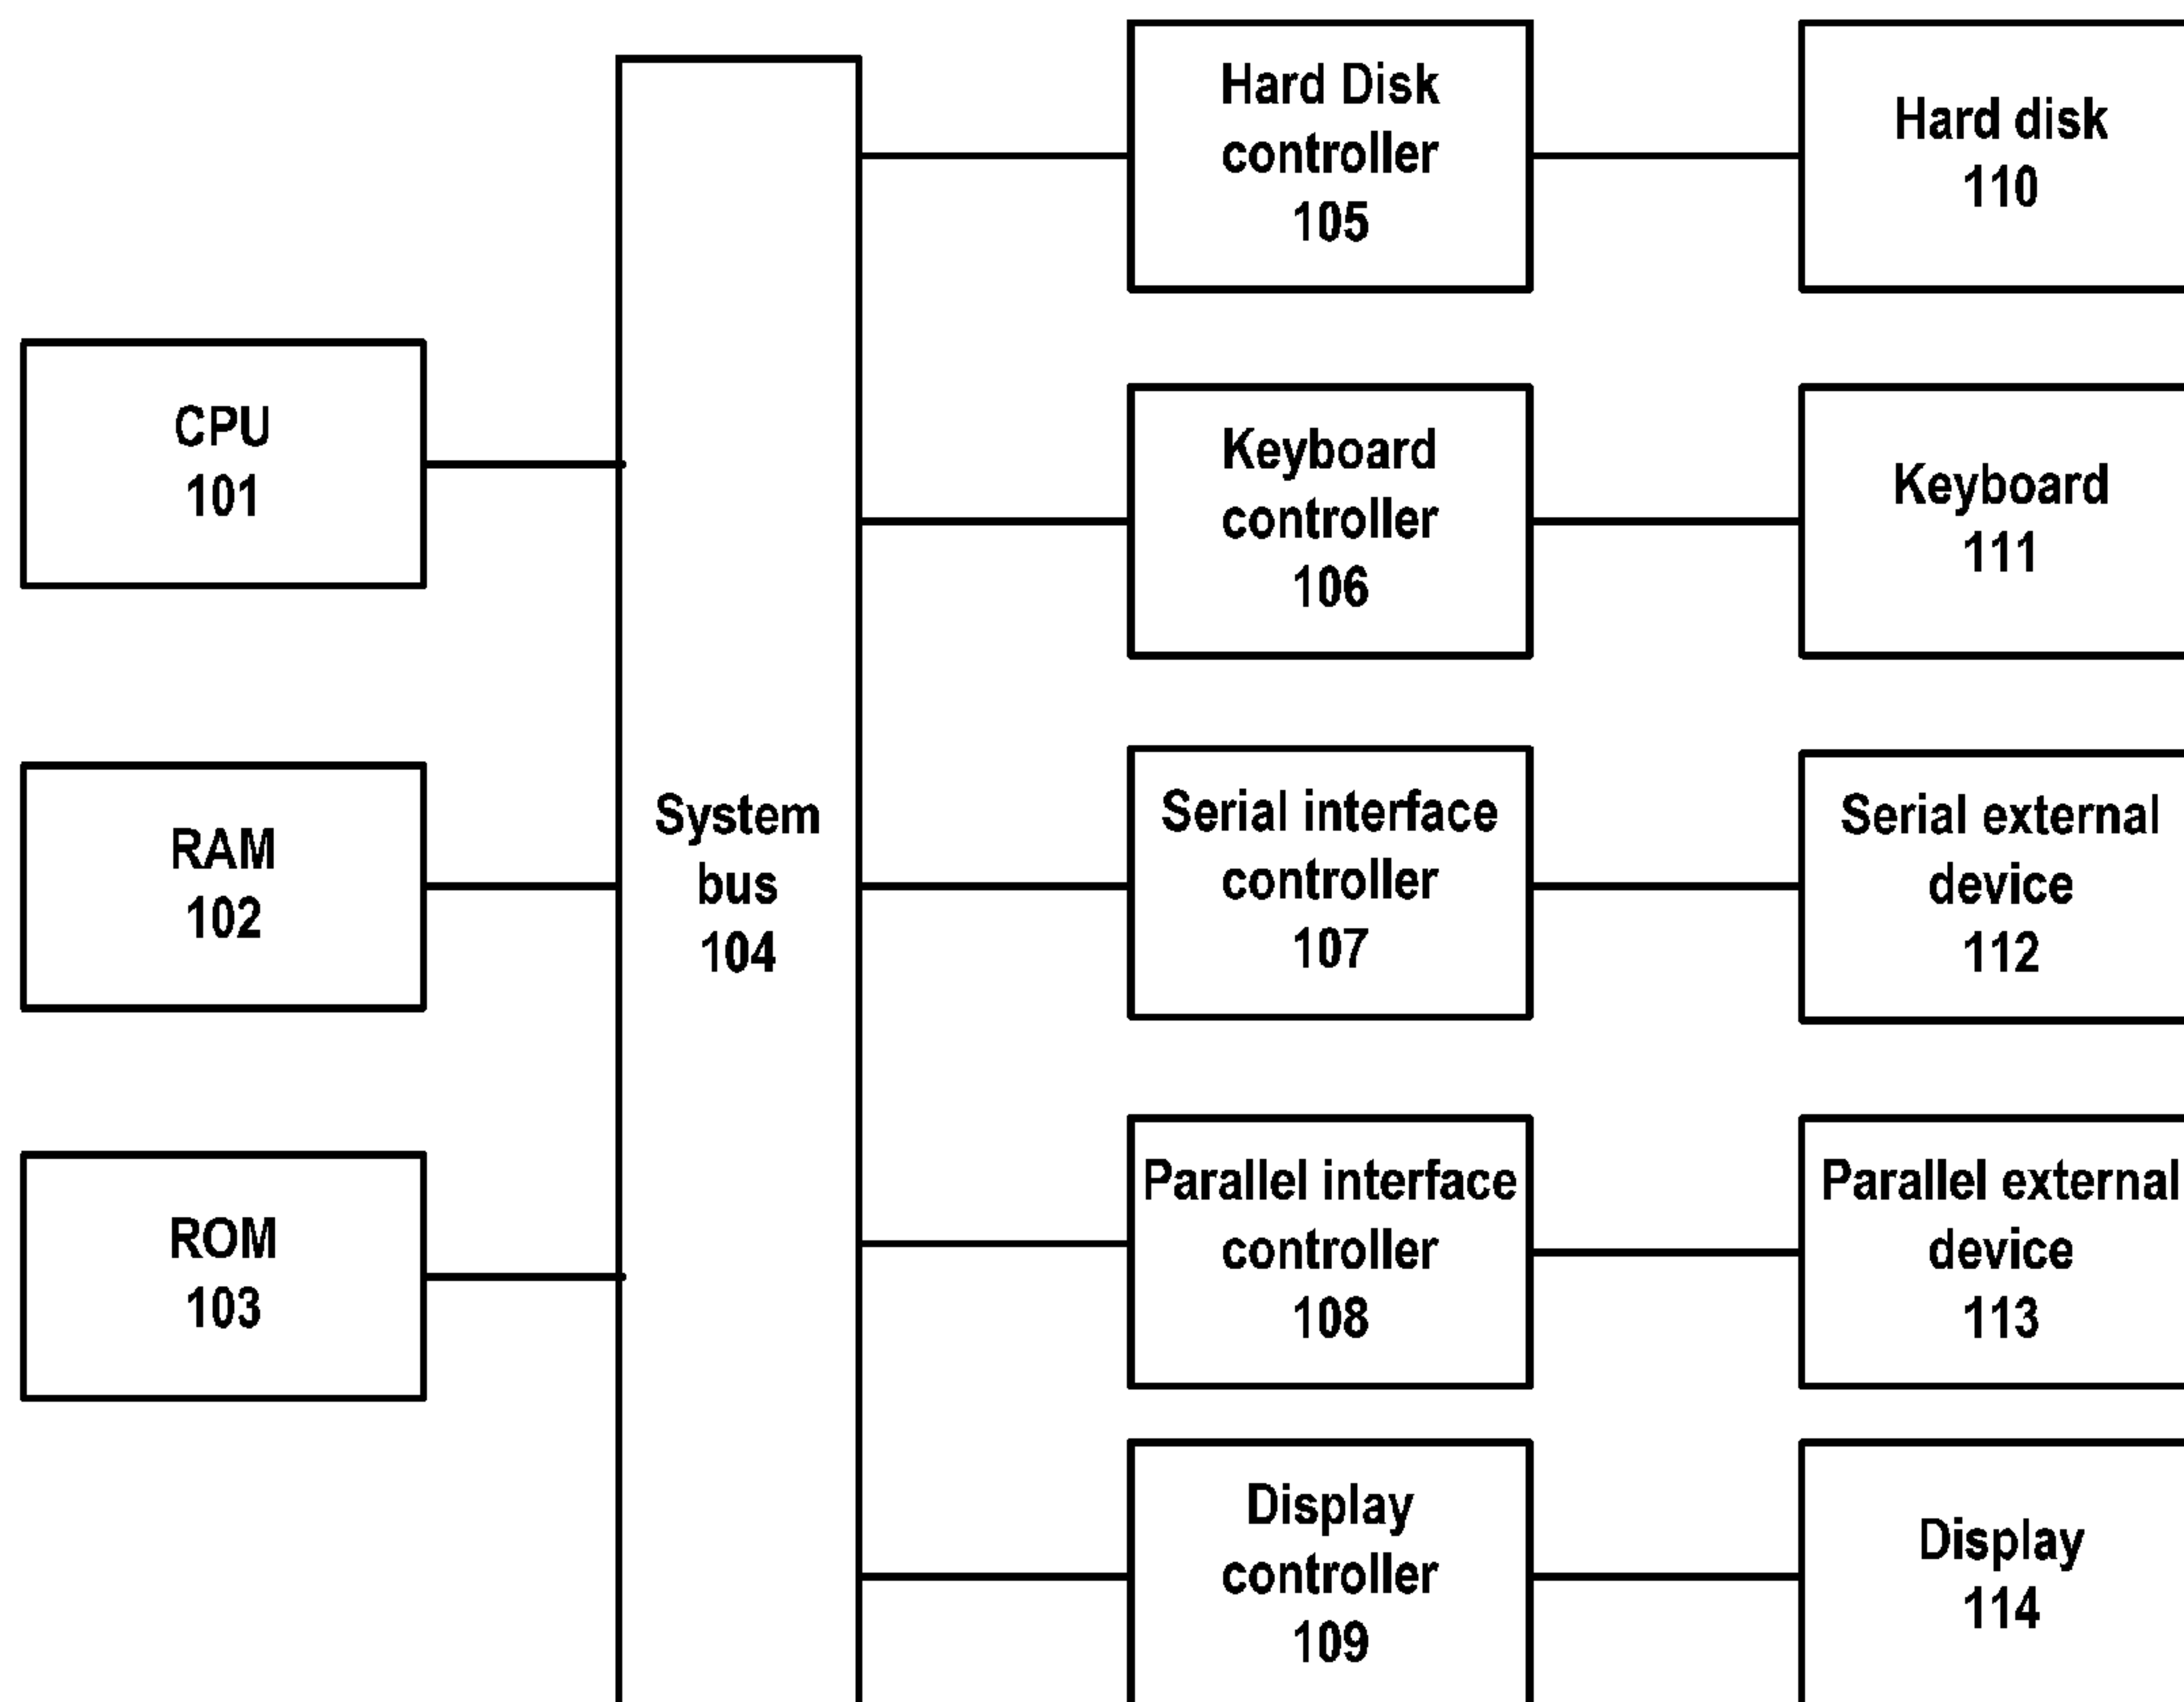 Hard Disk
controller
105
Hard disk
110
CPU
101
Keyboard
controller
106
Keyboard
111
RAM
102
System
bus
104
Serial interface
controller
107
Serial external
device
112
ROM
103
Parallel interface
controller
108
Parallel external
device
113
Display
controller
109
Display
114